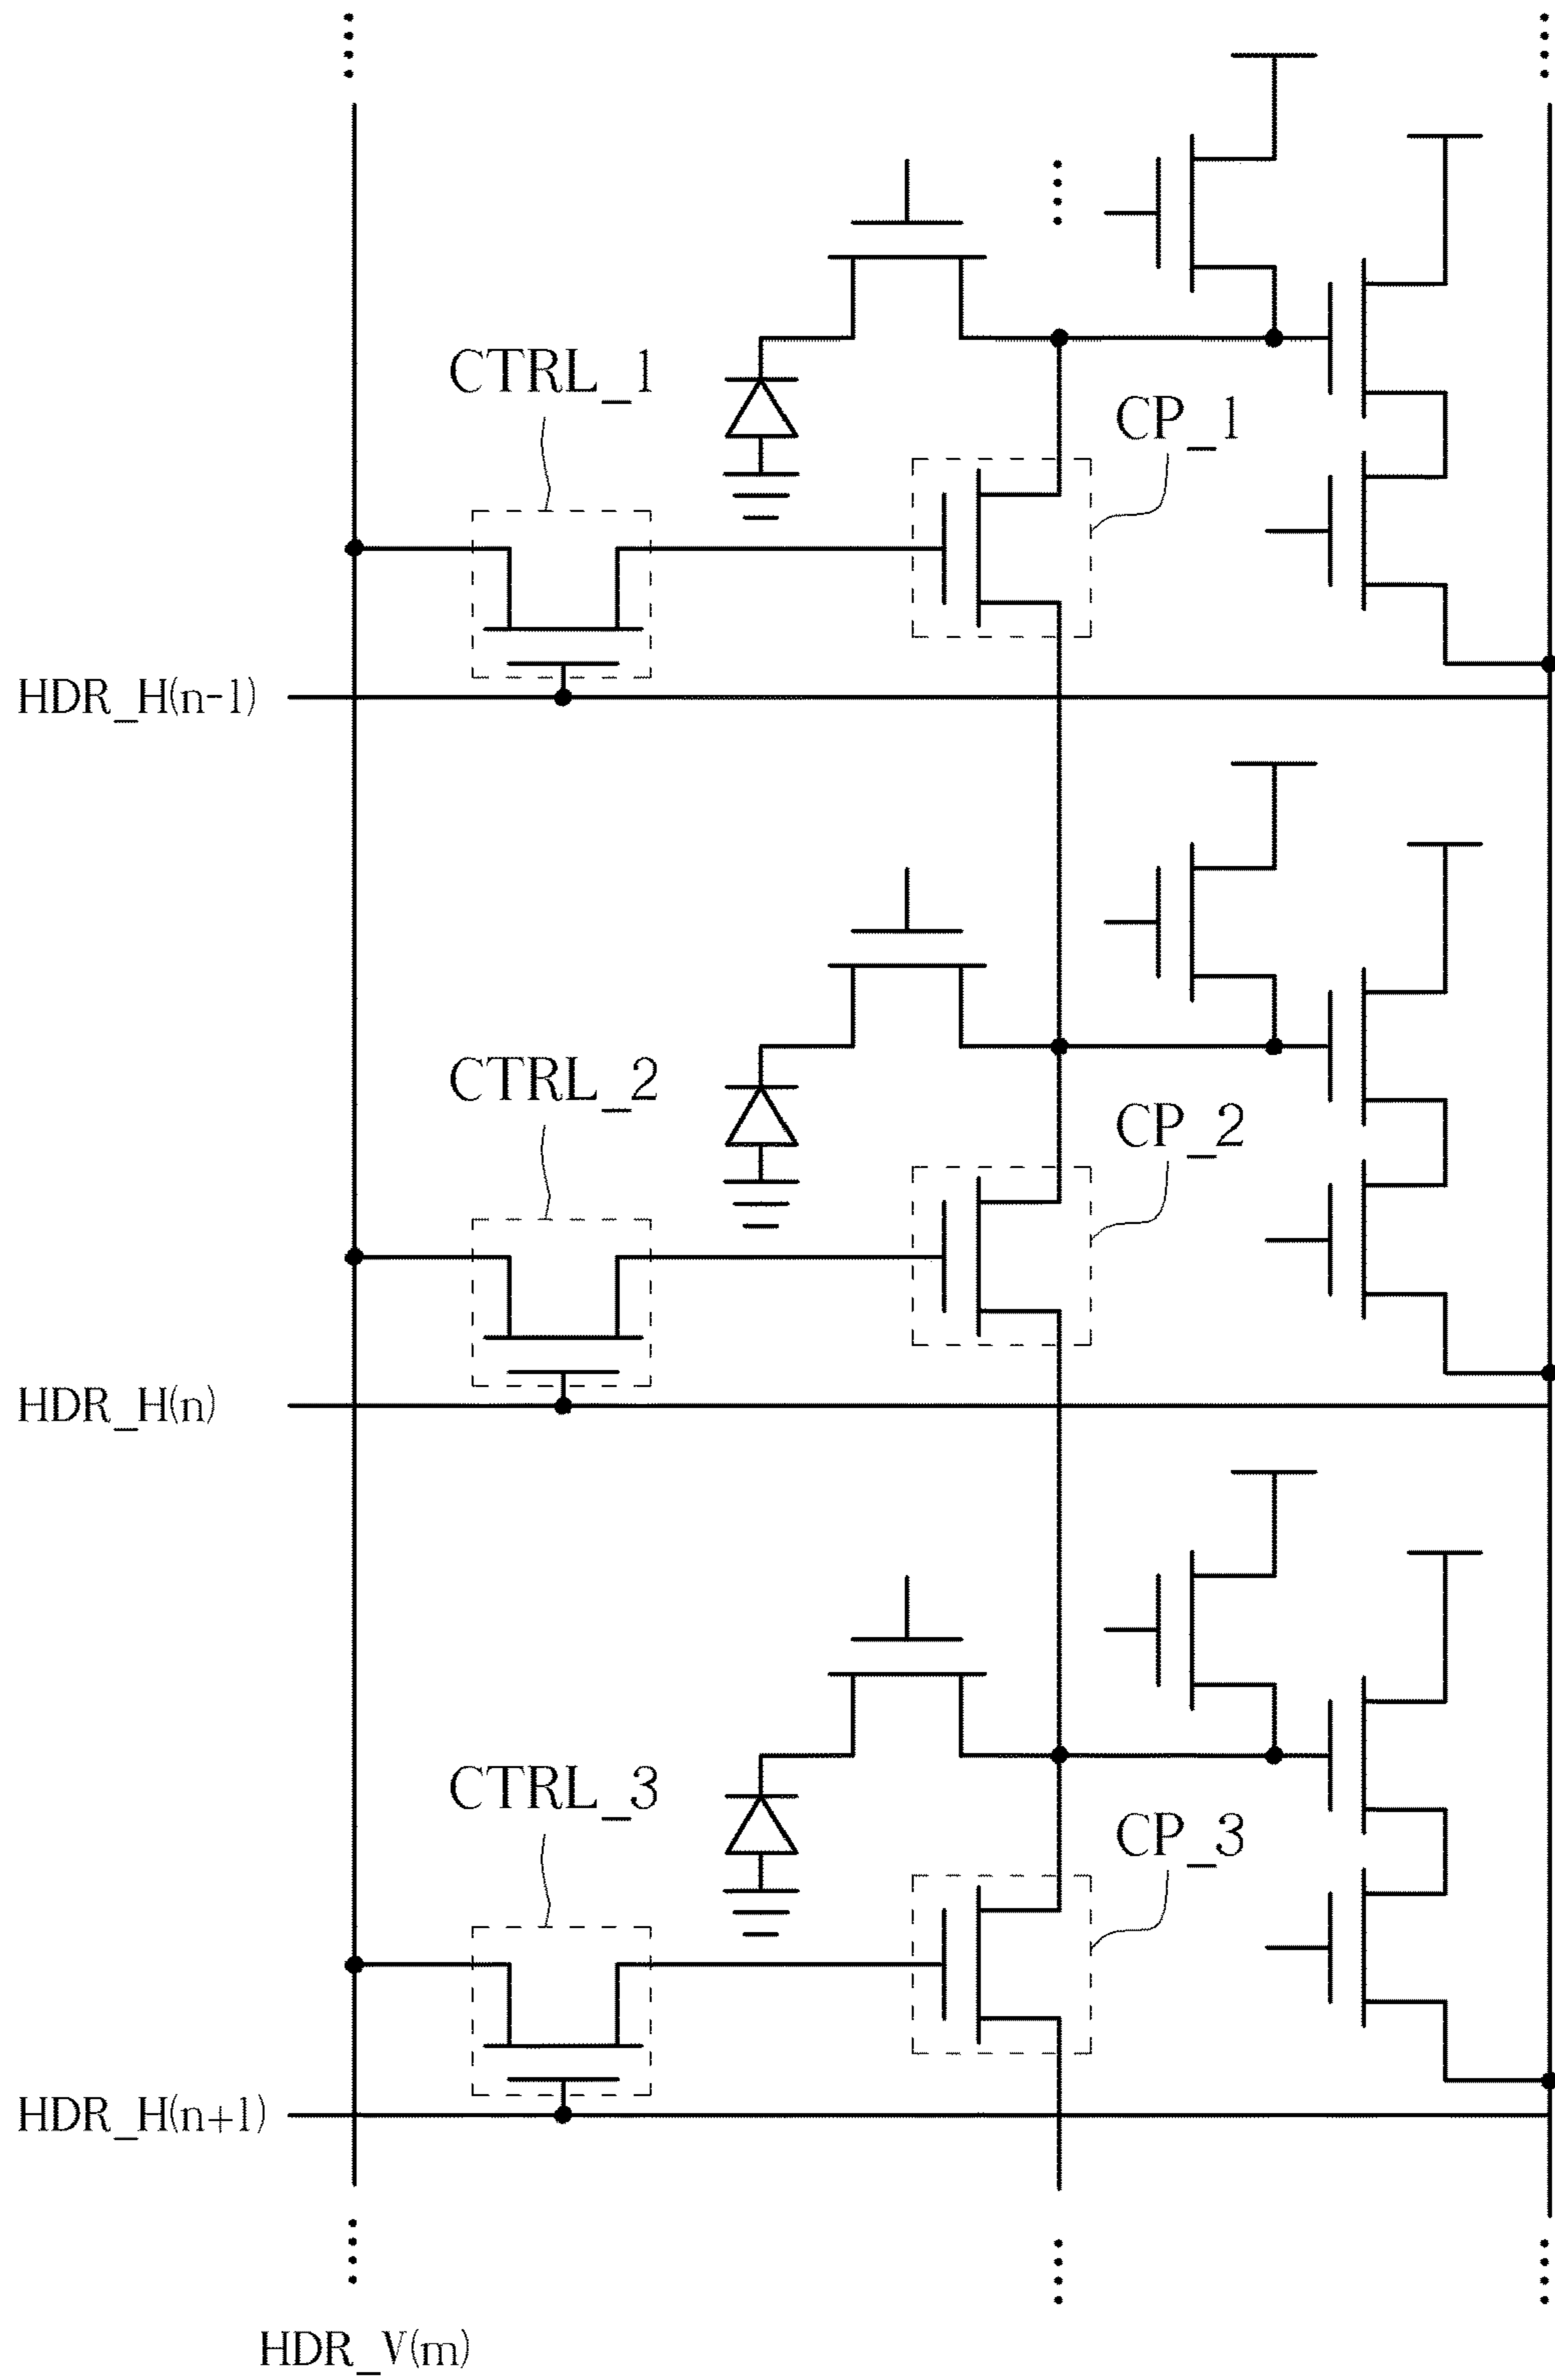 CTRL_1
CP_1
HDR_H(n-1)
CTRL_2
CP_2
HDR_H(n)
CTRL_3
CP_3
HDR_H(n+1)
HDR_V(m)